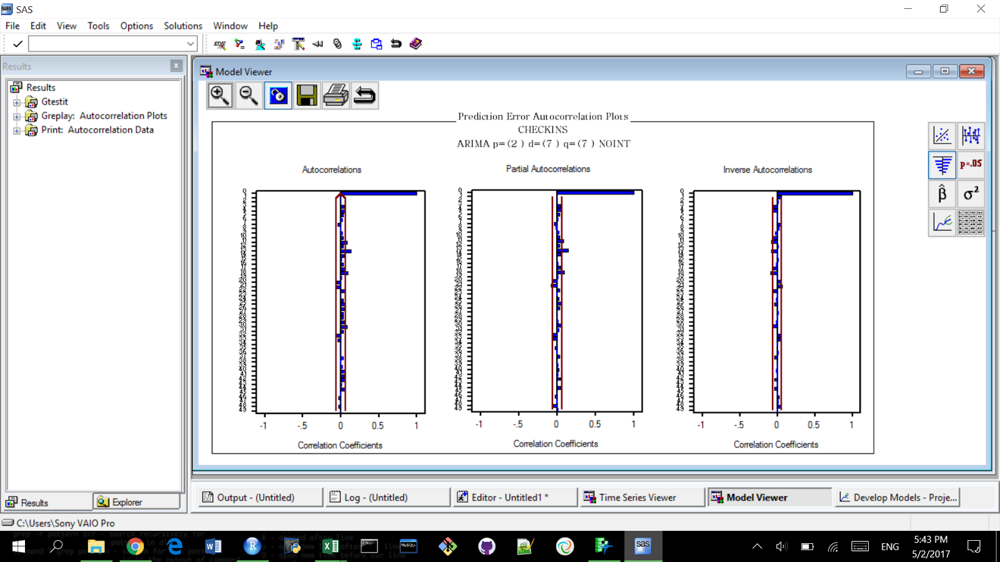 SAS
File Edit View Tools Options Solutions Window Help
Results
Results
Gtestit
Greplay: Autocorrelation Plots
Print: Autocorrelation Data
Results
Explorer
Model Viewer
Prediction Error Autocorrelation Plots
CHECKINS
ARIMA p=(2 ) d=(7 ) q=(7 ) NOINT
Autocorrelations
-1 -.5 0 0.5 1
Correlation Coefficients
Partial Autocorrelations
-1 -.5 0 0.5 1
Correlation Coefficients
Inverse Autocorrelations
-1 -.5 0 0.5 1
Correlation Coefficients
p=.05
β̂ σ²
Output - (Untitled)
Log - (Untitled)
Editor - Untitled1 *
Time Series Viewer
Model Viewer
Develop Models - Proje...
C:\Users\Sony VAIO Pro
ENG
5:43 PM
5/2/2017